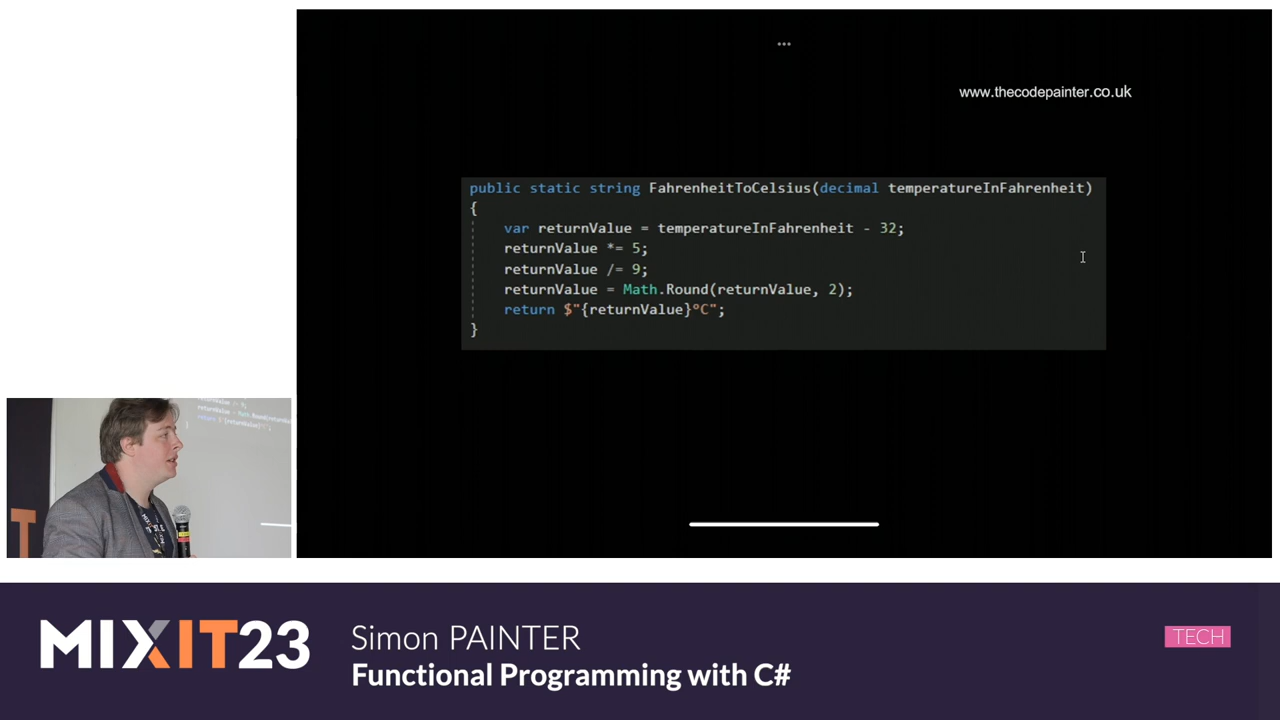 ...
www.thecodepainter.co.uk
public static string FahrenheitToCelsius(decimal temperatureInFahrenheit)
{
var returnValue = temperatureInFahrenheit - 32;
returnValue *= 5;
returnValue /= 9;
returnValue = Math.Round(returnValue, 2);
return $"{returnValue}°C";
}
MIXIT23
Simon PAINTER
Functional Programming with C#
TECH